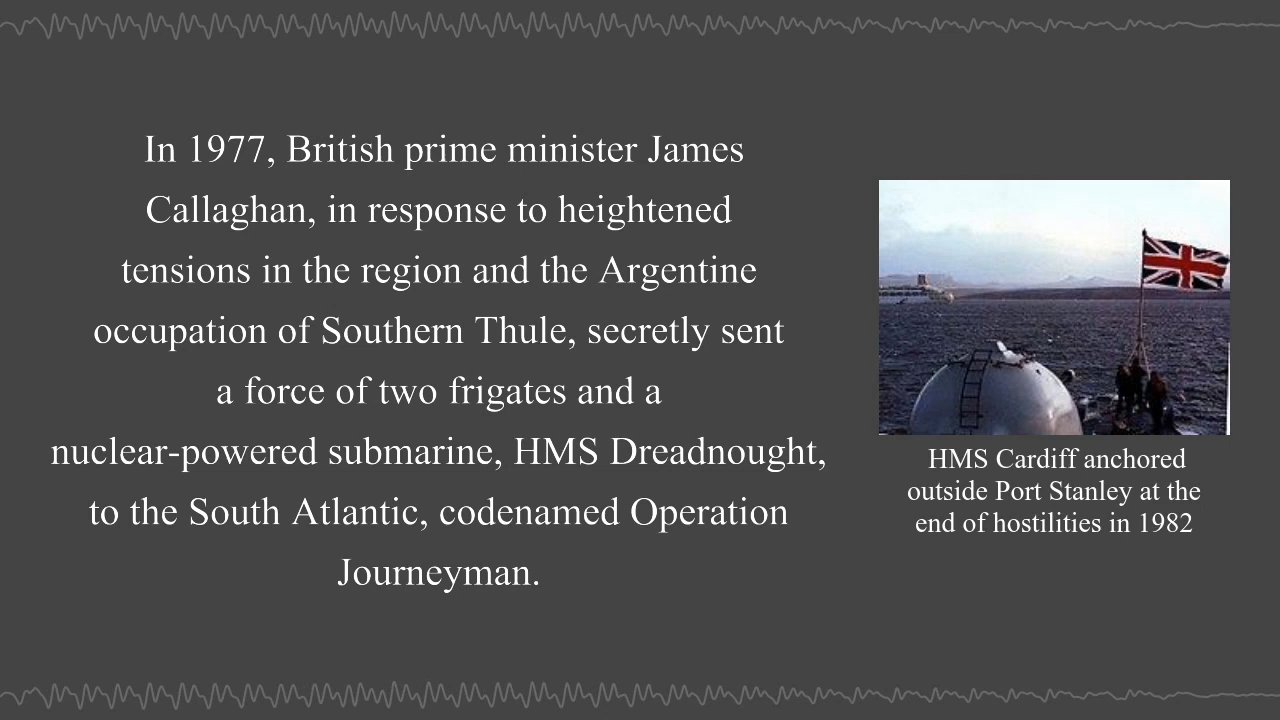 In 1977, British prime minister James
Callaghan, in response to heightened
tensions in the region and the Argentine
occupation of Southern Thule, secretly sent
a force of two frigates and a
nuclear-powered submarine, HMS Dreadnought,
to the South Atlantic, codenamed Operation
Journeyman.
HMS Cardiff anchored
outside Port Stanley at the
end of hostilities in 1982